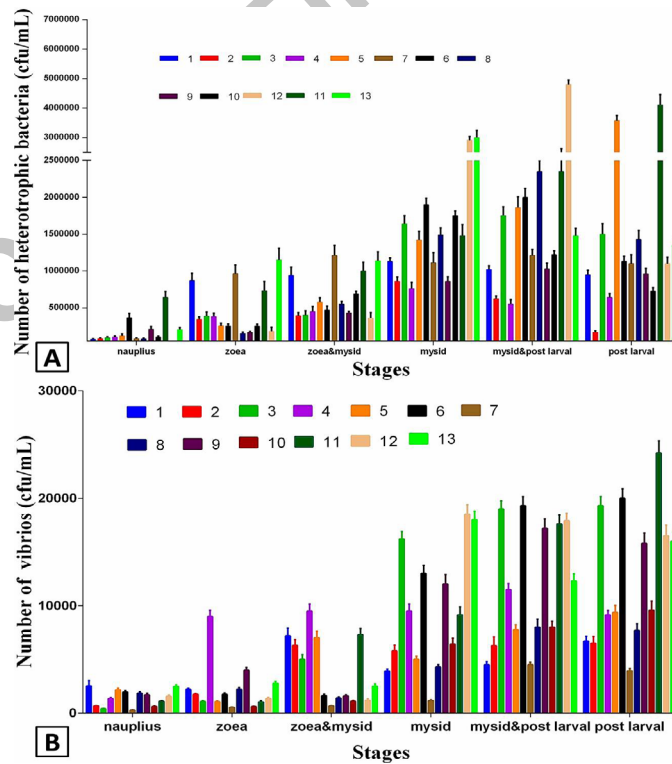 Number of heterotrophic bacteria (cfu/mL)
7000000
6000000
5000000
4000000
3000000
2500000
2000000
1500000
1000000
500000
1 2 3 4 5 7 6 8
9 10 12 11 13
nauplius zoea zoea&mysid mysid mysid&post larval post larval
A
Stages
Number of vibrios (cfu/mL)
30000
20000
10000
0
1 2 3 4 5 6 7
8 9 10 11 12 13
nauplius zoea zoea&mysid mysid mysid&post larval post larval
B
Stages